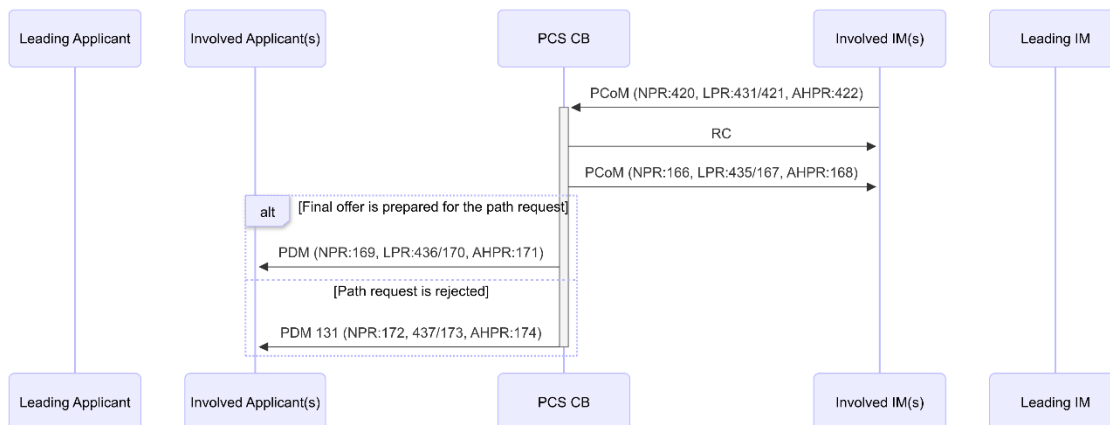 Leading Applicant
Involved Applicant(s)
PCS CB
Involved IM(s)
Leading IM
PCoM (NPR:420, LPR:431/421, AHPR:422)
RC
PCoM (NPR:166, LPR:435/167, AHPR:168)
alt
[Final offer is prepared for the path request]
PDM (NPR:169, LPR:436/170, AHPR:171)
[Path request is rejected]
PDM 131 (NPR:172, 437/173, AHPR:174)
Leading Applicant
Involved Applicant(s)
PCS CB
Involved IM(s)
Leading IM